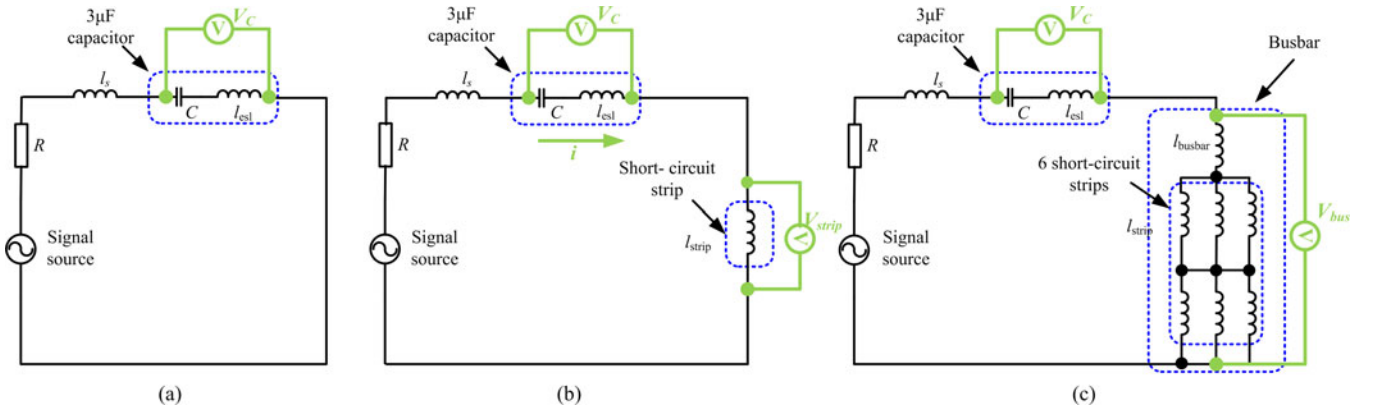 3μF
capacitor
V_C
V
l_s
C
l_esl
R
Signal
source
(a)
3μF
capacitor
V_C
V
l_s
C
l_esl
i
R
Short- circuit
strip
V_strip
V
l_strip
Signal
source
(b)
3μF
capacitor
V_C
V
Busbar
l_s
C
l_esl
R
l_busbar
6 short-circuit
strips
V_bus
V
l_strip
Signal
source
(c)